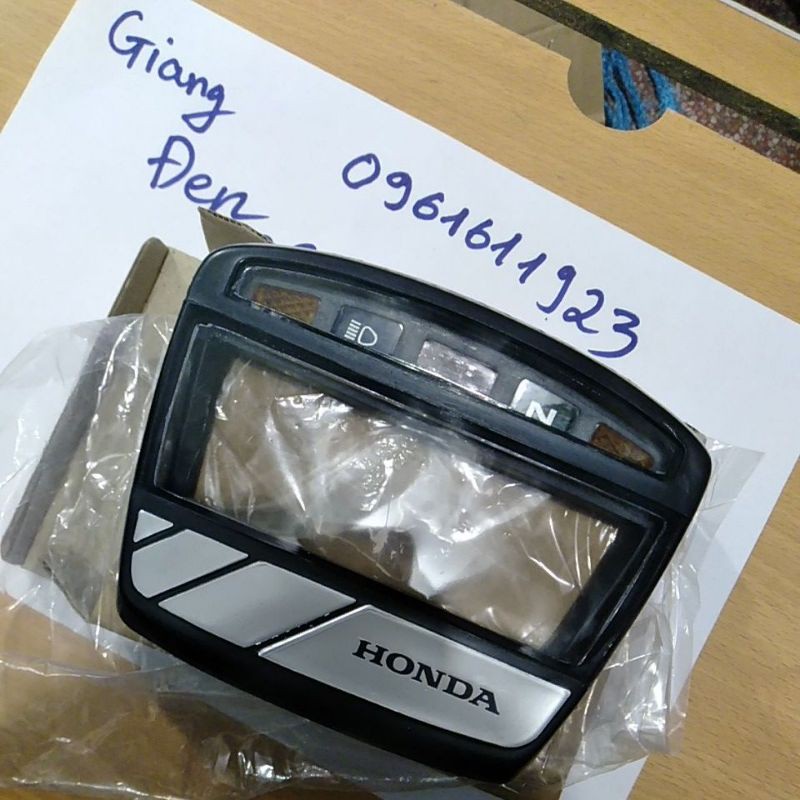 Giang
Đen
0961611923
N
HONDA